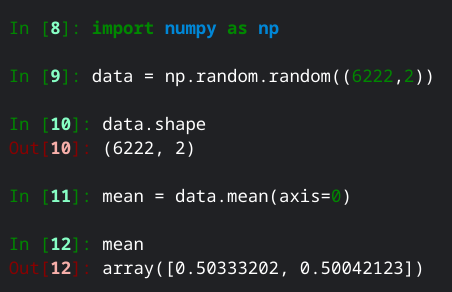 In [8]: import numpy as np
In [9]: data = np.random.random((6222,2))
In [10]: data.shape
Out[10]: (6222, 2)
In [11]: mean = data.mean(axis=0)
In [12]: mean
Out[12]: array([0.50333202, 0.50042123])